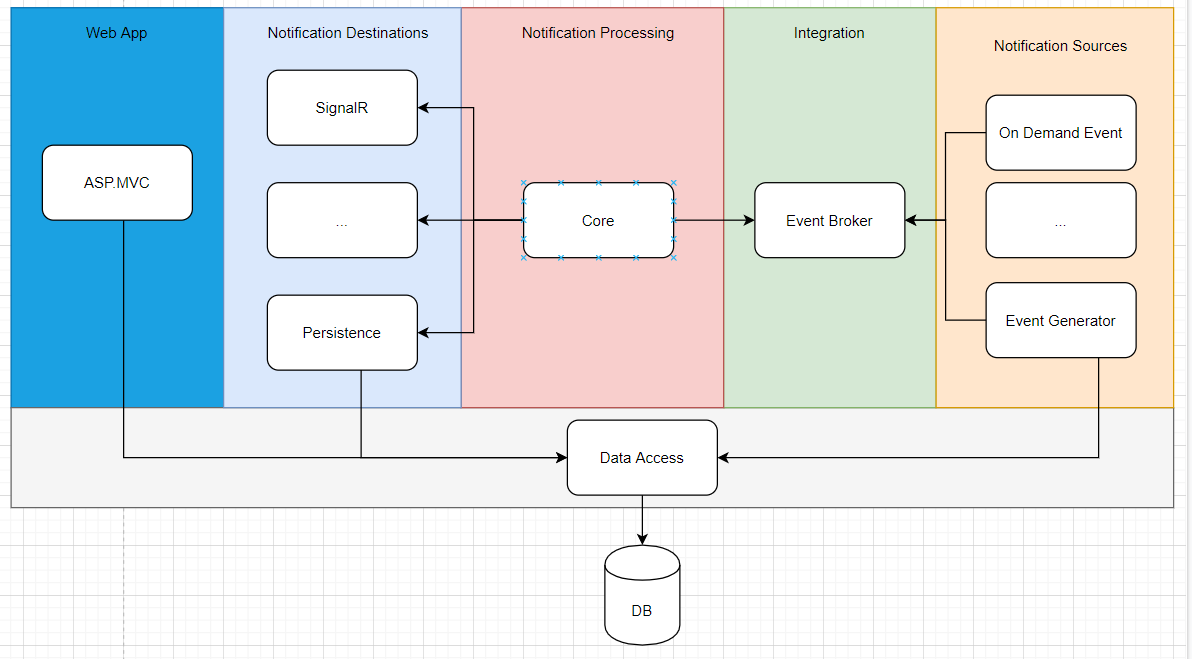 Web App
Notification Destinations
Notification Processing
Integration
Notification Sources
SignalR
On Demand Event
ASP.MVC
...
Core
Event Broker
...
Persistence
Event Generator
Data Access
DB